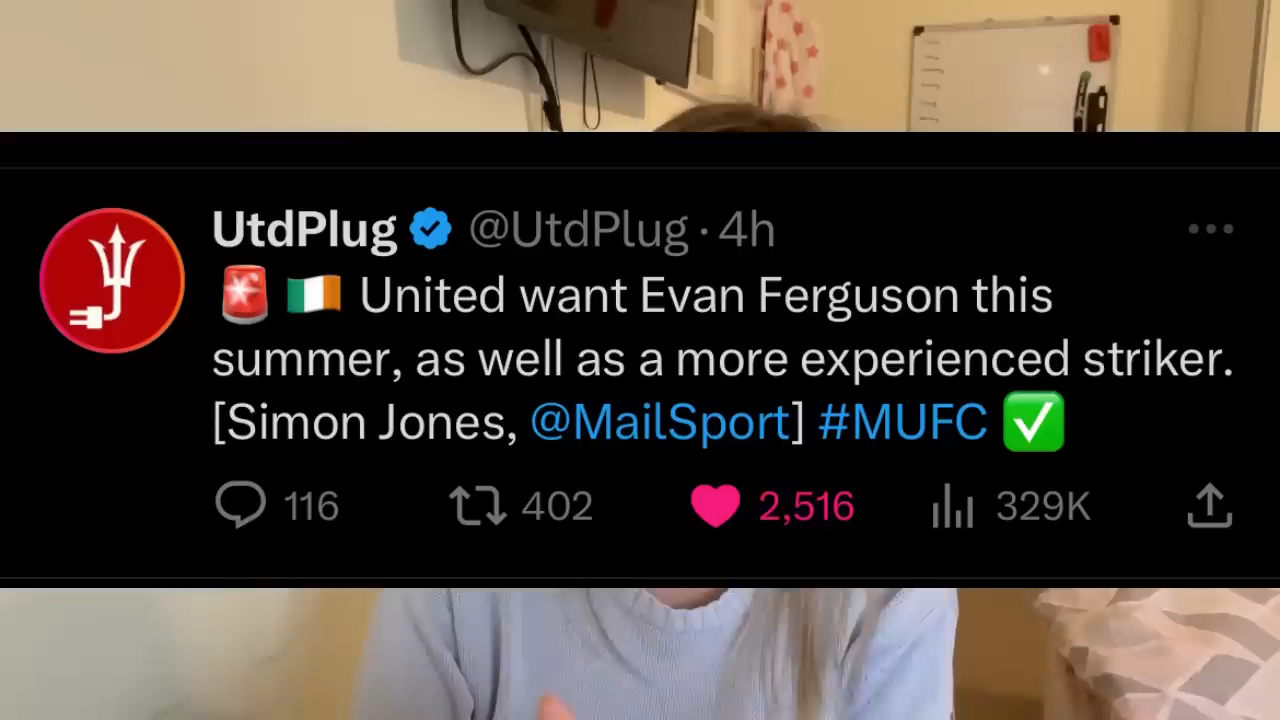 UtdPlug @UtdPlug · 4h
🚨 🇮🇪 United want Evan Ferguson this
summer, as well as a more experienced striker.
[Simon Jones, @MailSport] #MUFC ✅
116 402 2,516 329K